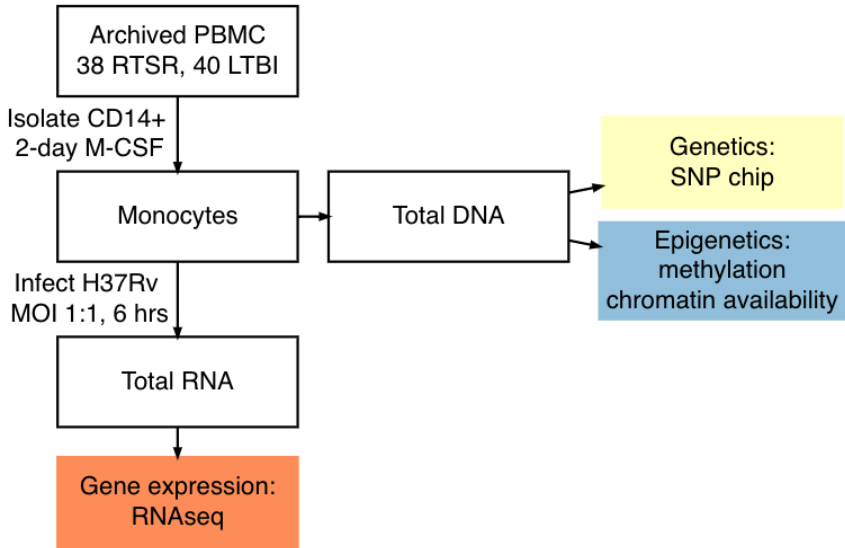 Archived PBMC
38 RTSR, 40 LTBI
Isolate CD14+
2-day M-CSF
Genetics:
SNP chip
Monocytes
Total DNA
Epigenetics:
methylation
chromatin availability
Infect H37Rv
MOI 1:1, 6 hrs
Total RNA
Gene expression:
RNAseq